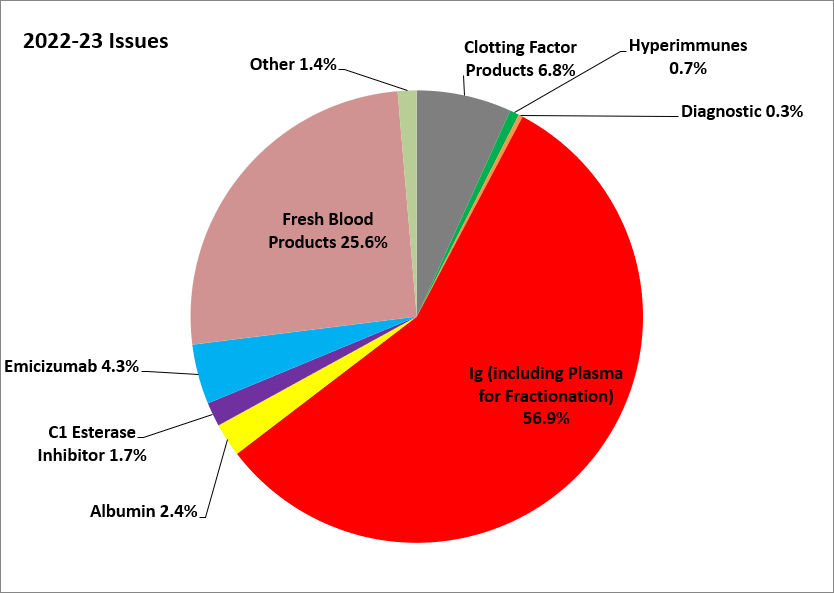 2022-23 Issues
Other 1.4%
Clotting Factor
Products 6.8%
Hyperimmunes
0.7%
Diagnostic 0.3%
Fresh Blood
Products 25.6%
Emicizumab 4.3%
Ig (including Plasma
for Fractionation)
56.9%
C1 Esterase
Inhibitor 1.7%
Albumin 2.4%